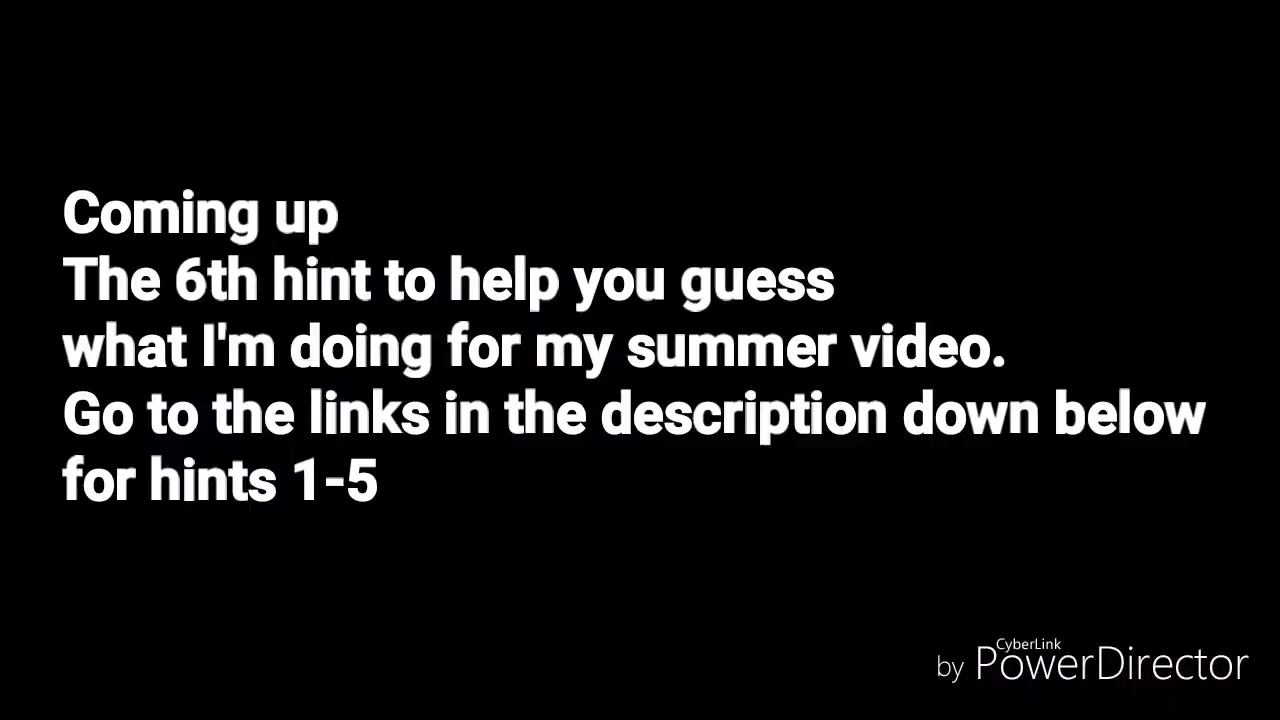 Coming up
The 6th hint to help you guess
what I'm doing for my summer video.
Go to the links in the description down below
for hints 1-5
CyberLink
by PowerDirector